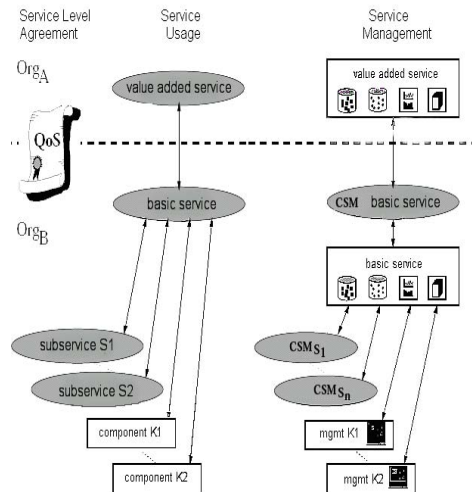 Service Level
Agreement
Service
Usage
Service
Management
OrgA
value added service
value added service
QoS
basic service
CSM basic service
OrgB
basic service
subservice S1
CSMS1
subservice S2
CSMSn
component K1
mgmt K1
component K2
mgmt K2